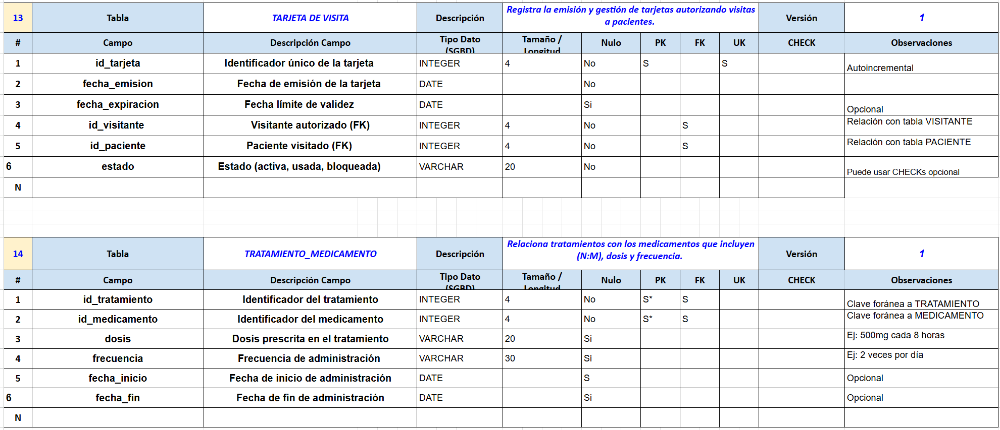 13 Tabla TARJETA DE VISITA Descripción Registra la emisión y gestión de tarjetas autorizando visitas a pacientes. Versión 1
# Campo Descripción Campo Tipo Dato (SGBD) Tamaño / Longitud Nulo PK FK UK CHECK Observaciones
1 id_tarjeta Identificador único de la tarjeta INTEGER 4 No S S Autoincremental
2 fecha_emision Fecha de emisión de la tarjeta DATE No
3 fecha_expiracion Fecha límite de validez DATE Si Opcional
4 id_visitante Visitante autorizado (FK) INTEGER 4 No S Relación con tabla VISITANTE
5 id_paciente Paciente visitado (FK) INTEGER 4 No S Relación con tabla PACIENTE
6 estado Estado (activa, usada, bloqueada) VARCHAR 20 No Puede usar CHECKs opcional
N
14 Tabla TRATAMIENTO_MEDICAMENTO Descripción Relaciona tratamientos con los medicamentos que incluyen (N:M), dosis y frecuencia. Versión 1
# Campo Descripción Campo Tipo Dato (SGBD) Tamaño / Longitud Nulo PK FK UK CHECK Observaciones
1 id_tratamiento Identificador del tratamiento INTEGER 4 No S* S Clave foránea a TRATAMIENTO
2 id_medicamento Identificador del medicamento INTEGER 4 No S* S Clave foránea a MEDICAMENTO
3 dosis Dosis prescrita en el tratamiento VARCHAR 20 Si Ej: 500mg cada 8 horas
4 frecuencia Frecuencia de administración VARCHAR 30 Si Ej: 2 veces por día
5 fecha_inicio Fecha de inicio de administración DATE S Opcional
6 fecha_fin Fecha de fin de administración DATE Si Opcional
N